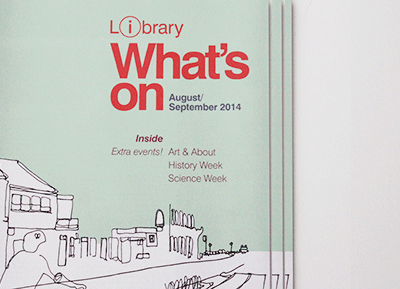 Library
What's
on August/
September 2014
Inside
Extra events! Art & About
History Week
Science Week